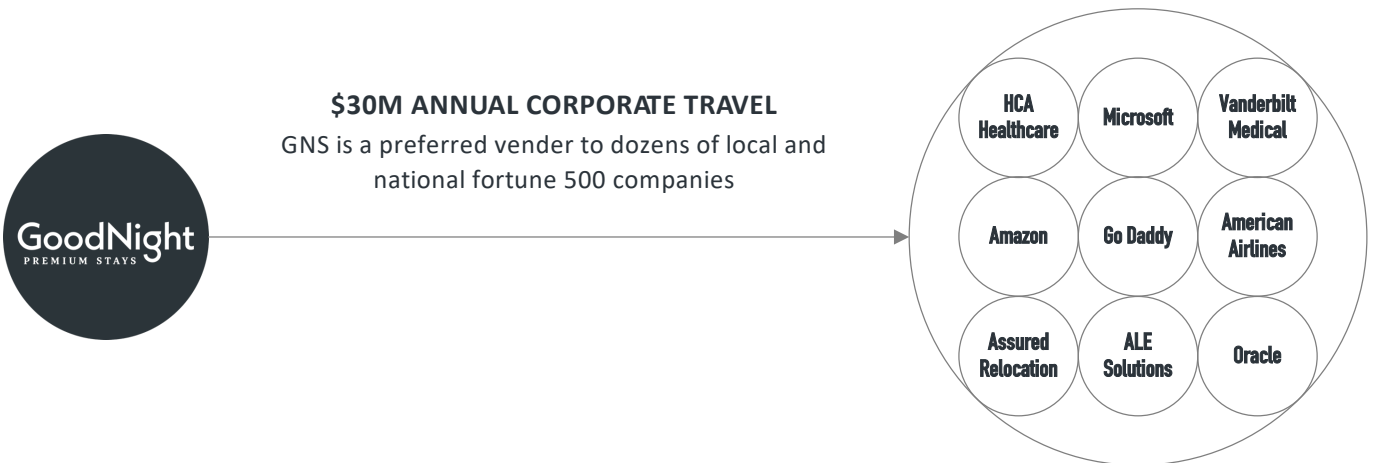 $30M ANNUAL CORPORATE TRAVEL
GNS is a preferred vender to dozens of local and
national fortune 500 companies
GoodNight
PREMIUM STAYS
HCA
Healthcare
Microsoft
Vanderbilt
Medical
Amazon
Go Daddy
American
Airlines
Assured
Relocation
ALE
Solutions
Oracle